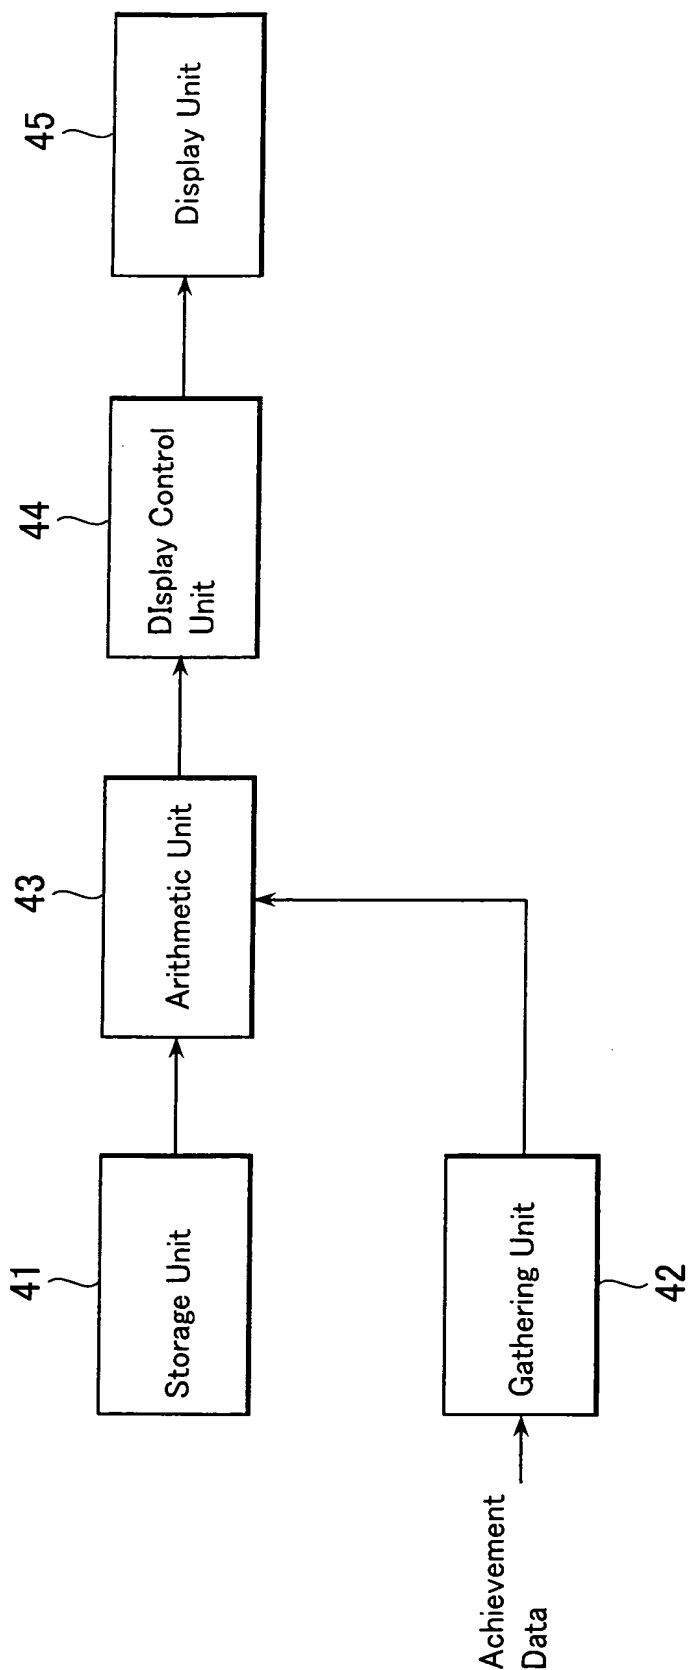 41
Storage Unit
43
Arithmetic Unit
44
DIsplay Control
Unit
45
Display Unit
Achievement
Data
Gathering Unit
42